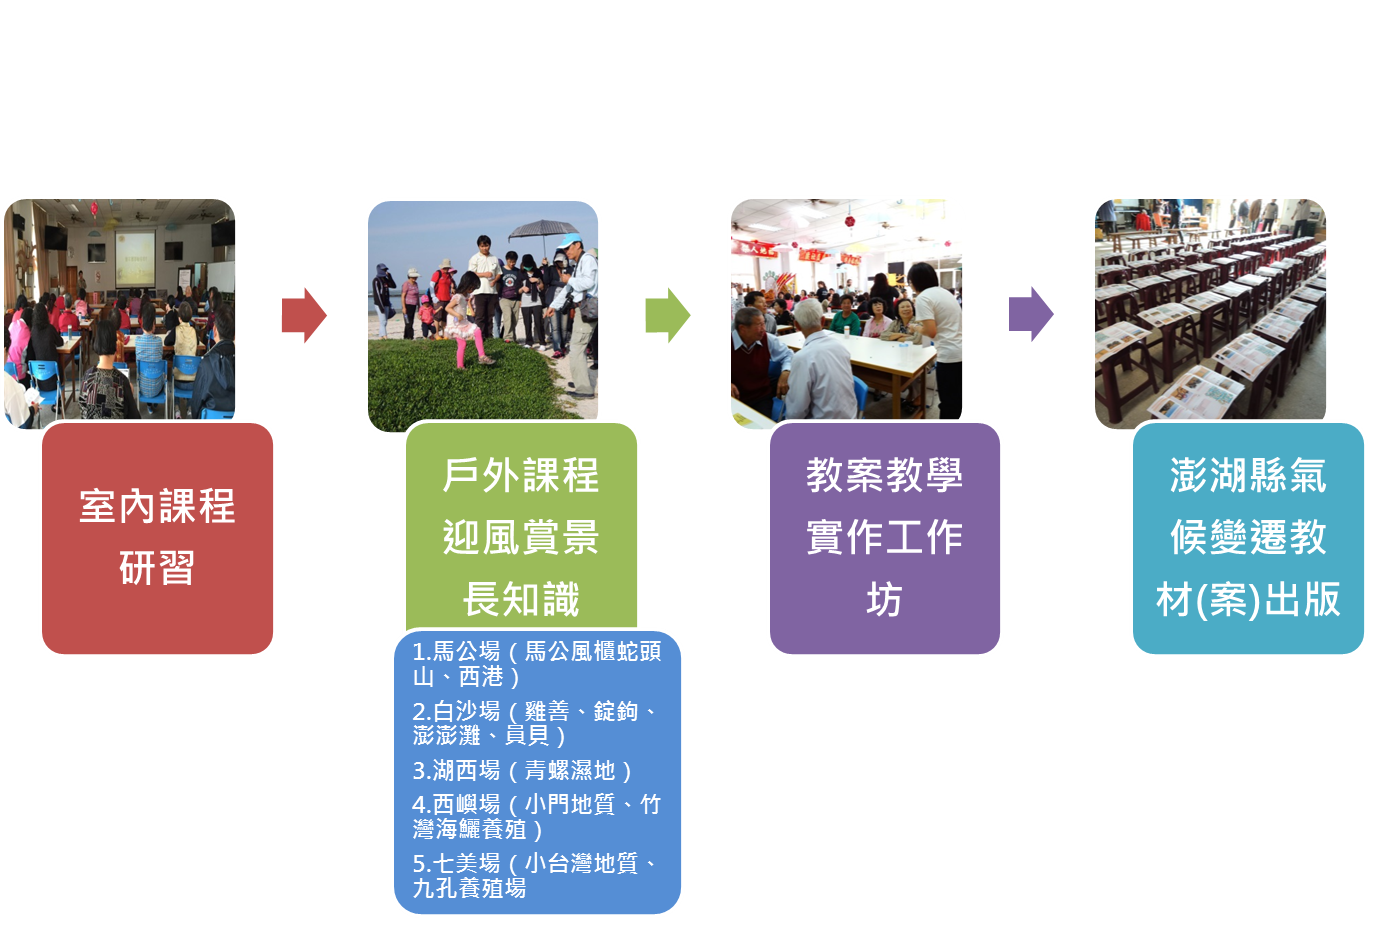 室內課程
研習
戶外課程
迎風賞景
長知識
1.馬公場（馬公風櫃蛇頭
山、西港）
2.白沙場（雞善、錠鉤、
澎澎灘、員貝）
3.湖西場（青螺濕地）
4.西嶼場（小門地質、竹
灣海鱺養殖）
5.七美場（小台灣地質、
九孔養殖場
教案教學
實作工作
坊
澎湖縣氣
候變遷教
材(案)出版